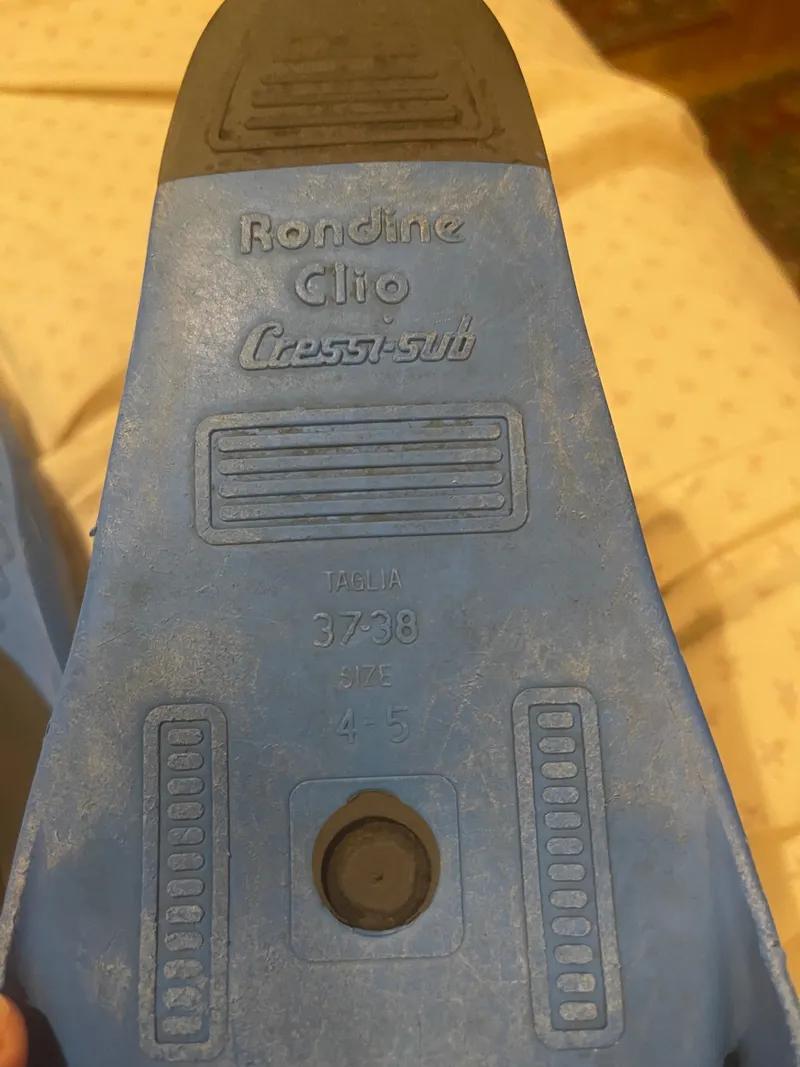 Rondine
Clio
Cressi-sub
TAGLIA
37-38
SIZE
4-5